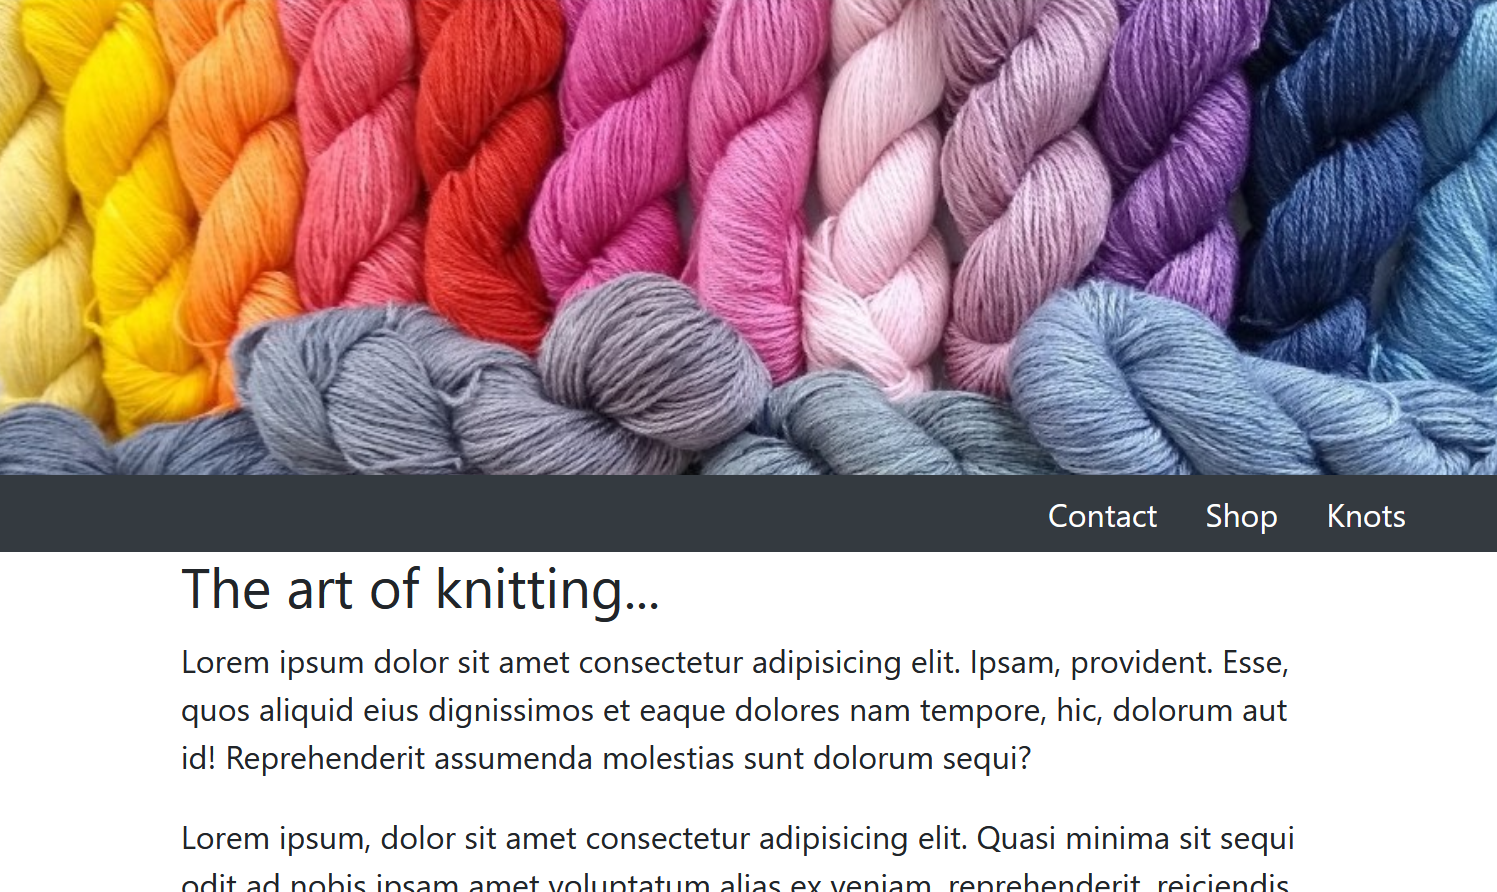 Contact Shop Knots
The art of knitting...
Lorem ipsum dolor sit amet consectetur adipisicing elit. Ipsam, provident. Esse,
quos aliquid eius dignissimos et eaque dolores nam tempore, hic, dolorum aut
id! Reprehenderit assumenda molestias sunt dolorum sequi?
Lorem ipsum, dolor sit amet consectetur adipisicing elit. Quasi minima sit sequi
odit ad nobis ipsam amet voluptatum alias ex veniam, reprehenderit, reiciendis